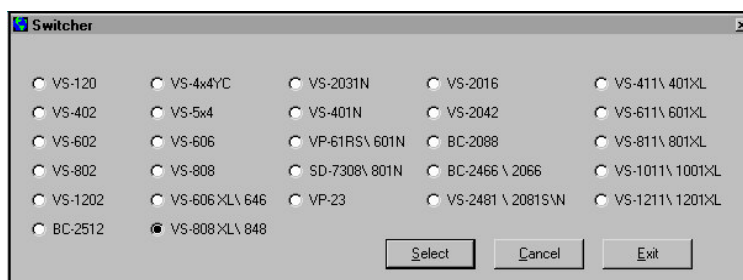 Switcher
VS-120 VS-4x4YC VS-2031N VS-2016 VS-411\ 401XL
VS-402 VS-5x4 VS-401N VS-2042 VS-611\ 601XL
VS-602 VS-606 VP-61RS\ 601N BC-2088 VS-811\ 801XL
VS-802 VS-808 SD-7308\ 801N BC-2466 \ 2066 VS-1011\ 1001XL
VS-1202 VS-606 XL\ 646 VP-23 VS-2481 \ 2081S\N VS-1211\ 1201XL
BC-2512 VS-808 XL\ 848
Select Cancel Exit